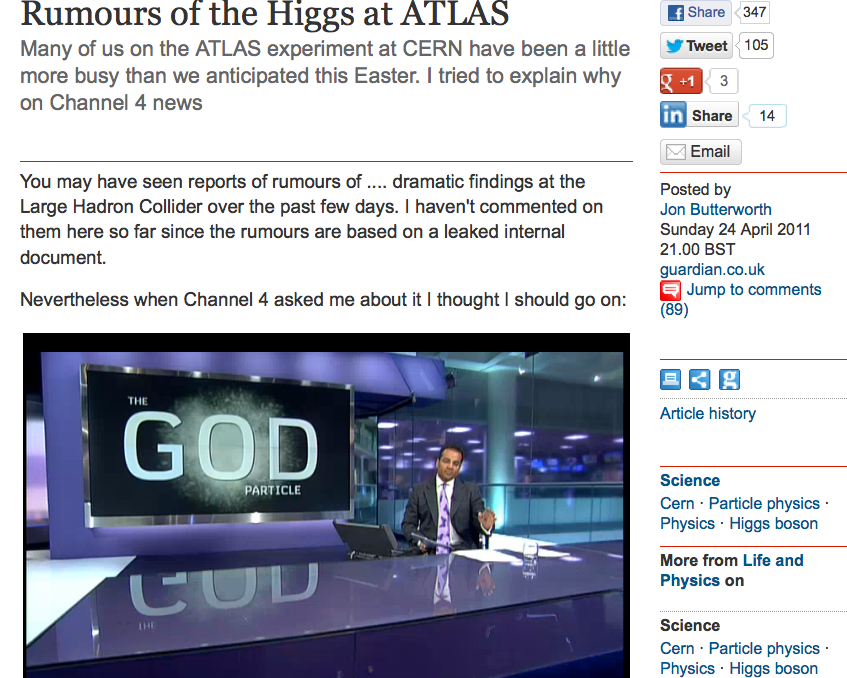 Rumours of the Higgs at ATLAS
Many of us on the ATLAS experiment at CERN have been a little
more busy than we anticipated this Easter. I tried to explain why
on Channel 4 news
You may have seen reports of rumours of .... dramatic findings at the
Large Hadron Collider over the past few days. I haven't commented on
them here so far since the rumours are based on a leaked internal
document.
Nevertheless when Channel 4 asked me about it I thought I should go on:
THE
GOD
PARTICLE
f Share 347
Tweet 105
g +1 3
in Share 14
Email
Posted by
Jon Butterworth
Sunday 24 April 2011
21.00 BST
guardian.co.uk
Jump to comments
(89)
g
Article history
Science
Cern · Particle physics ·
Physics · Higgs boson
More from Life and
Physics on
Science
Cern · Particle physics ·
Physics · Higgs boson